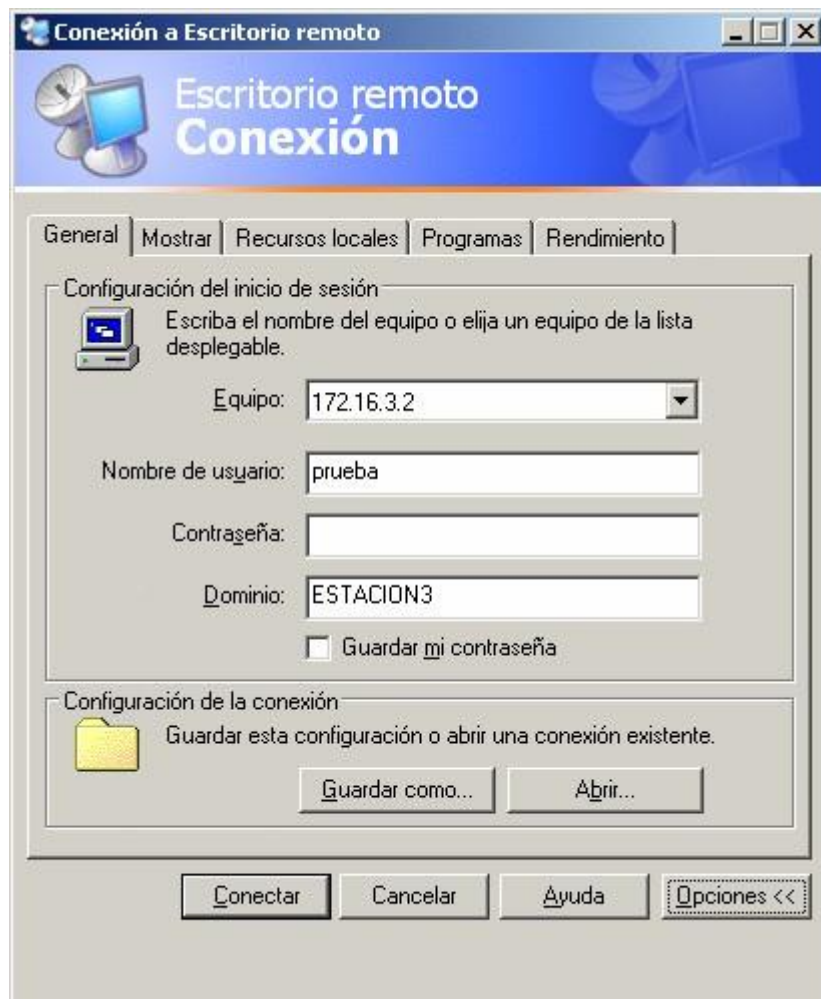 Conexión a Escritorio remoto
Escritorio remoto
Conexión
General Mostrar Recursos locales Programas Rendimiento
Configuración del inicio de sesión
Escriba el nombre del equipo o elija un equipo de la lista
desplegable.
Equipo: 172.16.3.2
Nombre de usuario: prueba
Contraseña:
Dominio: ESTACION3
Guardar mi contraseña
Configuración de la conexión
Guardar esta configuración o abrir una conexión existente.
Guardar como... Abrir...
Conectar Cancelar Ayuda Opciones <<